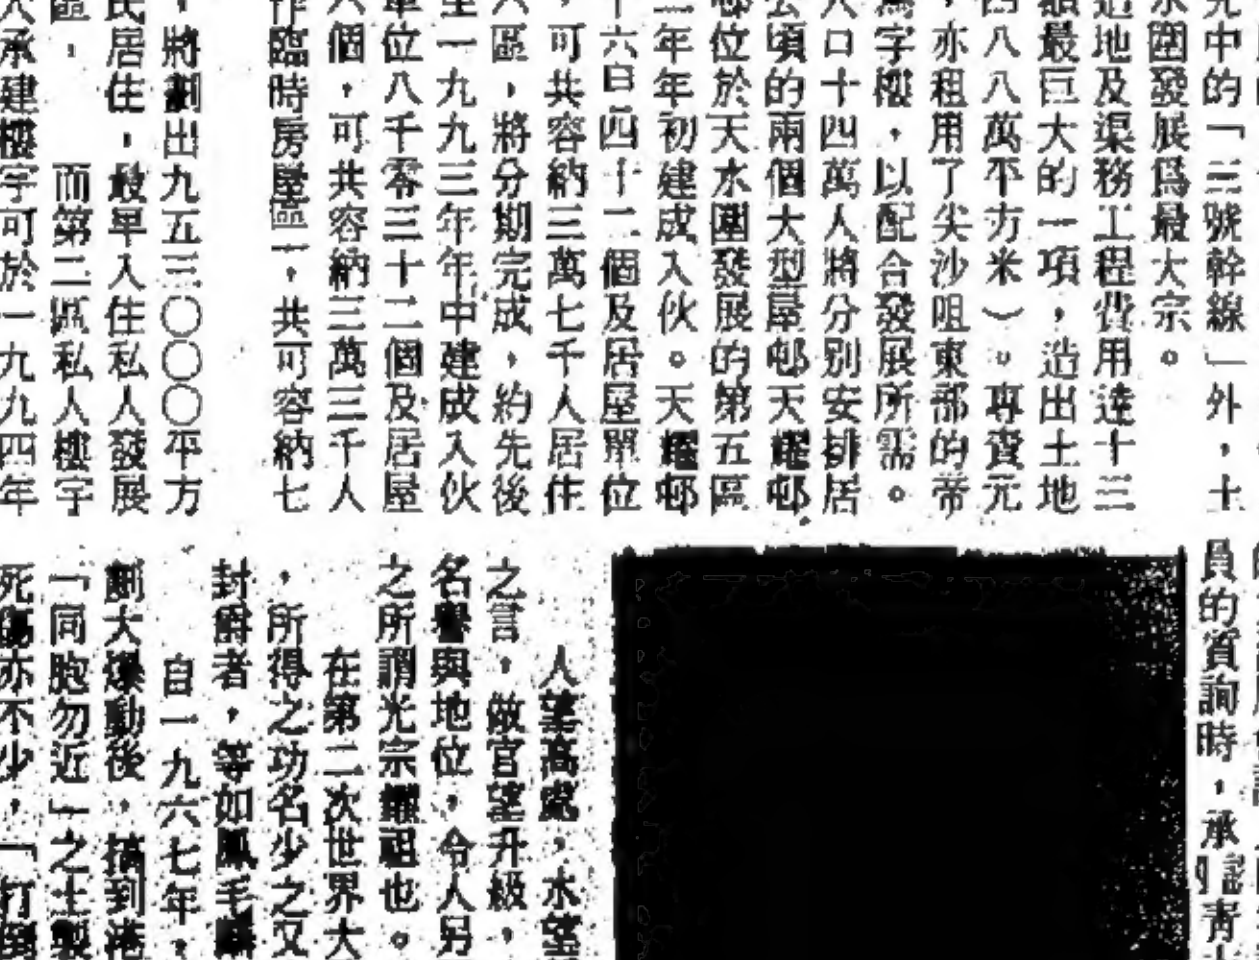 究中的「三號幹線」外，土
水圍發展爲最大宗。
造地及渠務工程費用達十三
額最巨大的一項，造出土地
四八八萬平方米）。專資元
，亦租用了尖沙咀東部的帝
寫字樓，以配合發展所需。
人口十四萬人將分別安排居
公頃的兩個大型屋邨天耀邨
邨位於天水圍發展的第五區
二年年初建成入伙。天耀邨
十六日四十二個及居屋單位
，可共容納三萬七千人居住
六區，將分期完成，約先後
至一九九三年年中建成入伙
單位八千零三十二個及居屋
個，可共容納三萬三千人
作臨時房屋區一，共可容納七
，將劃出九五三〇〇〇平方
民居住，最早入住私人發展
區，而第二區私人樓宇
承建樓宇可於一九九四年
員的質詢時，承
人望高處，水望
之言，做官望升級，
名譽與地位，令人另
之所謂光宗耀祖也。
在第二次世界大
，所得之功名少之又
封爵者，等如鳳毛麟
自一九六七年，
劃大爆動後，搞到港
「同胞勿近」之土製
死傷亦不少，「打倒